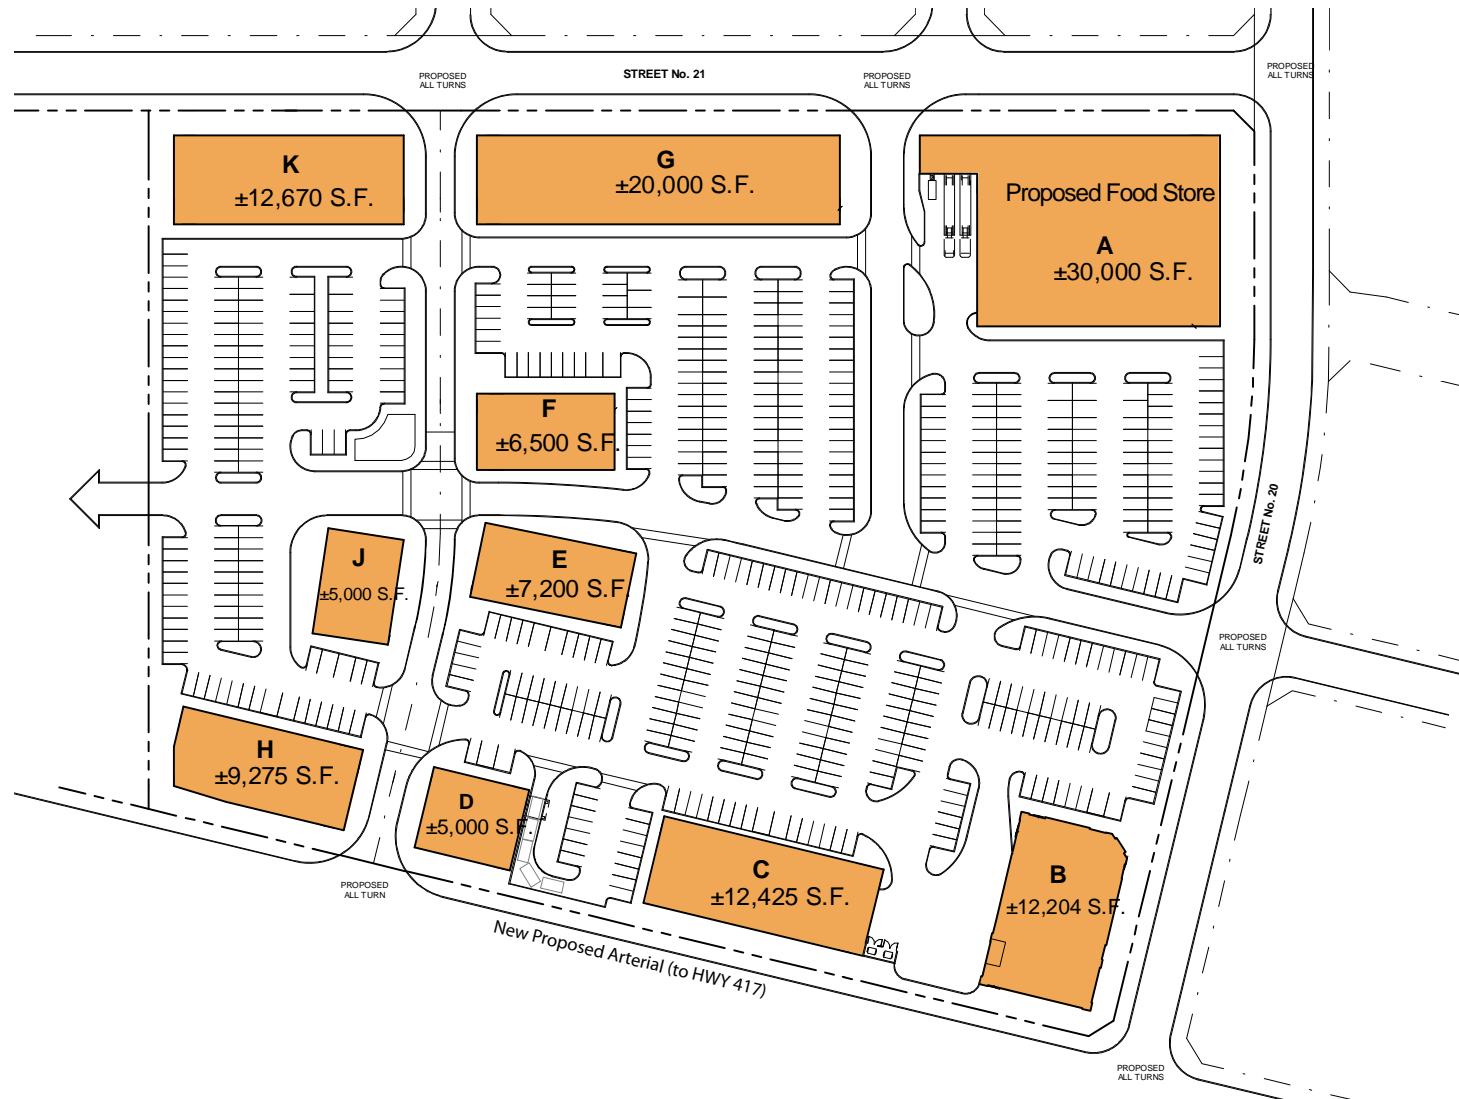 PROPOSED
ALL TURNS
STREET No. 21
PROPOSED
ALL TURNS
PROPOSED
ALL TURNS
K
±12,670 S.F.
G
±20,000 S.F.
Proposed Food Store
A
±30,000 S.F.
F
±6,500 S.F.
STREET No. 20
J
±5,000 S.F.
E
±7,200 S.F.
PROPOSED
ALL TURNS
H
±9,275 S.F.
D
±5,000 S.F.
C
±12,425 S.F.
B
±12,204 S.F.
PROPOSED
ALL TURN
New Proposed Arterial (to HWY 417)
PROPOSED
ALL TURNS